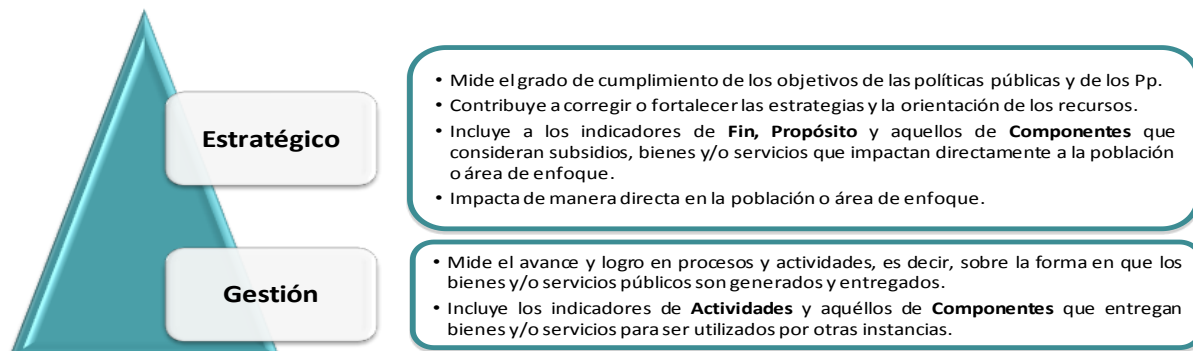 Estratégico
• Mide el grado de cumplimiento de los objetivos de las políticas públicas y de los Pp.
• Contribuye a corregir o fortalecer las estrategias y la orientación de los recursos.
• Incluye a los indicadores de Fin, Propósito y aquellos de Componentes que
consideran subsidios, bienes y/o servicios que impactan directamente a la población
o área de enfoque.
• Impacta de manera directa en la población o área de enfoque.
Gestión
• Mide el avance y logro en procesos y actividades, es decir, sobre la forma en que los
bienes y/o servicios públicos son generados y entregados.
• Incluye los indicadores de Actividades y aquéllos de Componentes que entregan
bienes y/o servicios para ser utilizados por otras instancias.